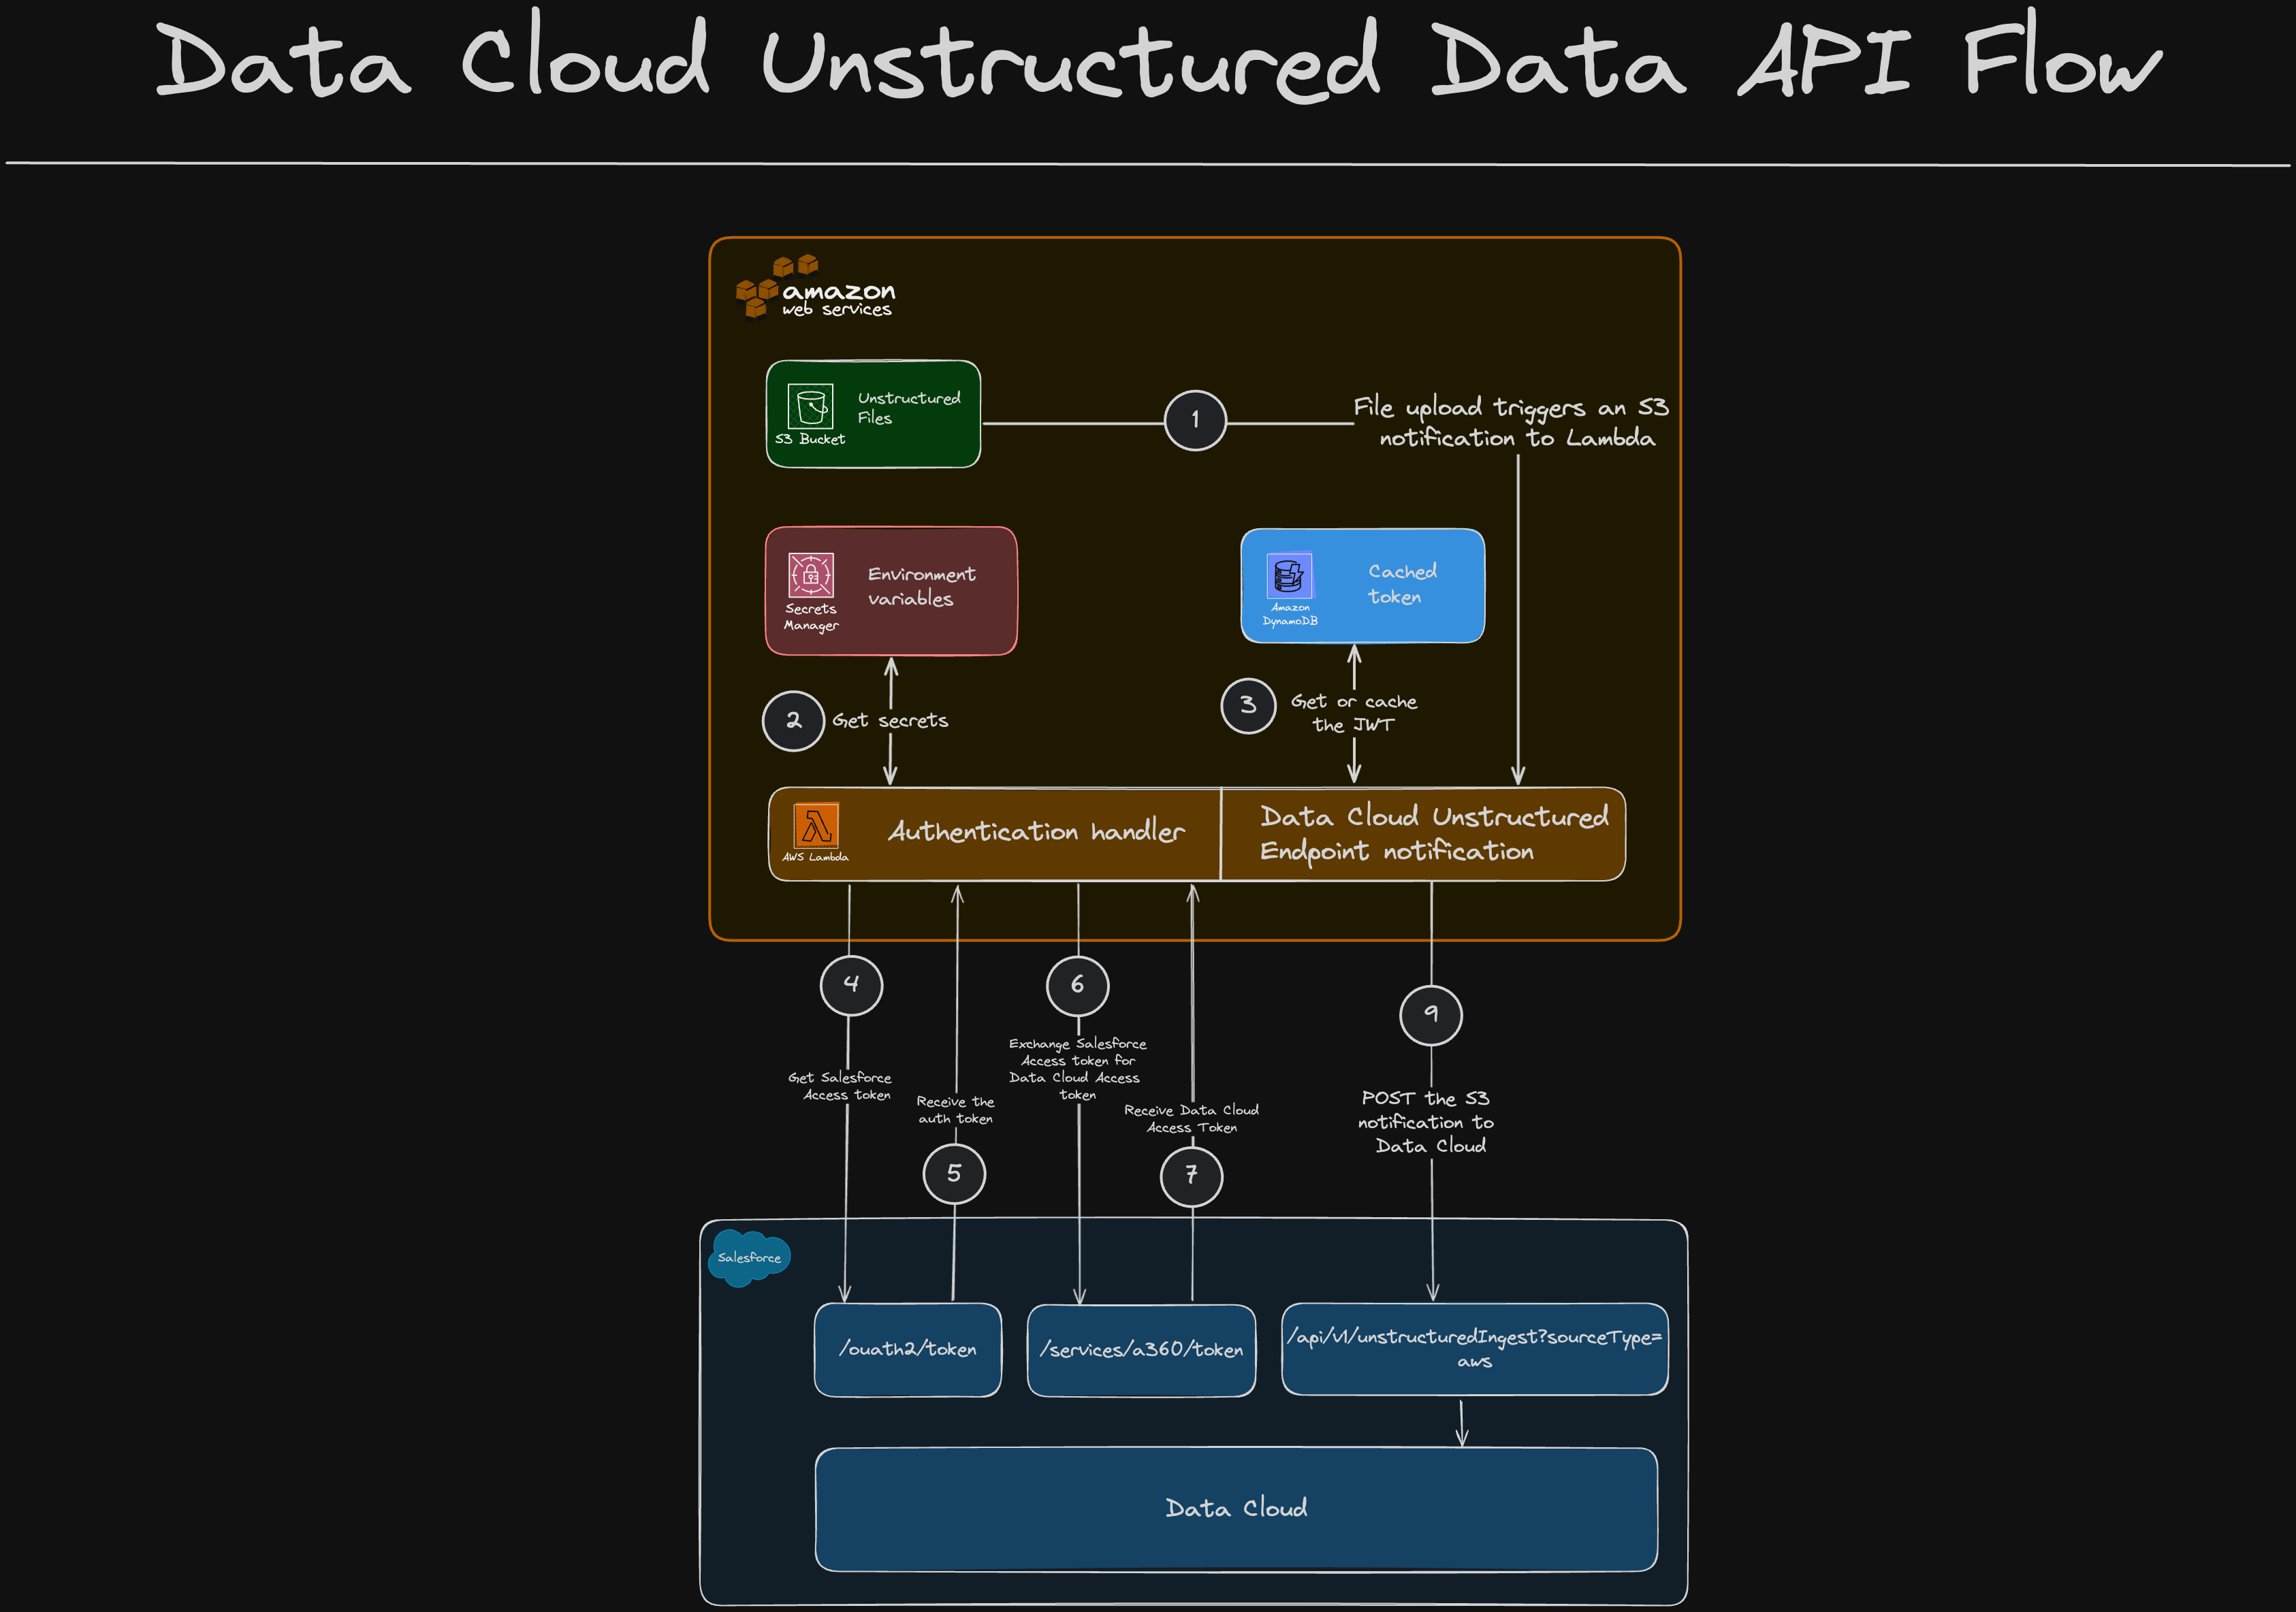 Data Cloud Unstructured Data API Flow
amazon
web services
Unstructured
Files
S3 Bucket
1
File upload triggers an S3
notification to Lambda
Environment
variables
Secrets
Manager
Cached
token
Amazon
DynamoDB
2
Get secrets
3
Get or cache
the JWT
AWS Lambda
Authentication handler
Data Cloud Unstructured
Endpoint notification
4
Get Salesforce
Access token
Receive the
auth token
5
6
Exchange Salesforce
Access token for
Data Cloud Access
token
Receive Data Cloud
Access Token
7
9
POST the S3
notification to
Data Cloud
Salesforce
/ouath2/token
/services/a360/token
/api/v1/unstructuredIngest?sourceType=
aws
Data Cloud